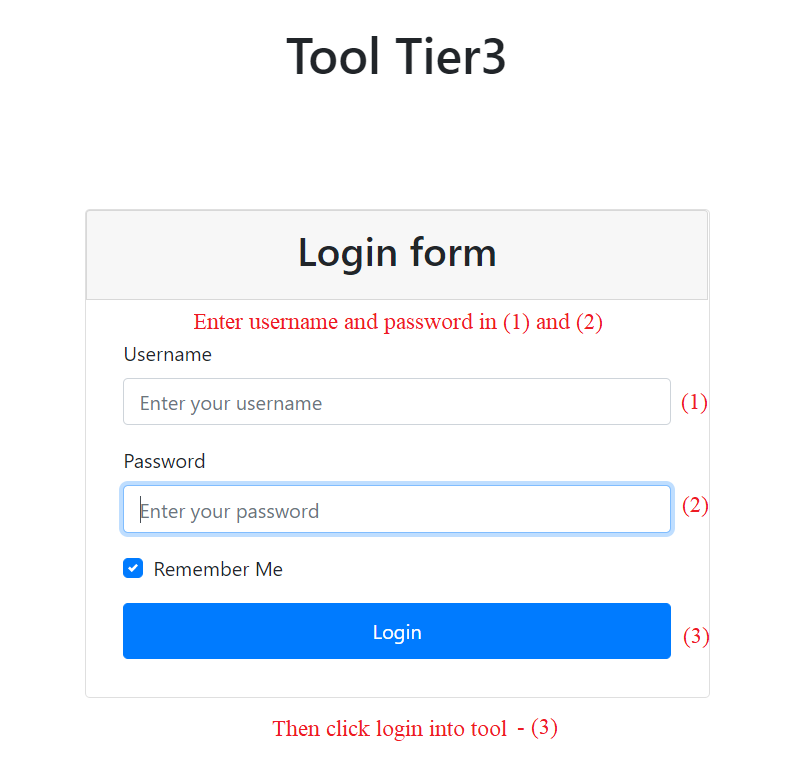 Tool Tier3
Login form
Enter username and password in (1) and (2)
Username
Enter your username (1)
Password
Enter your password (2)
Remember Me
Login (3)
Then click login into tool - (3)